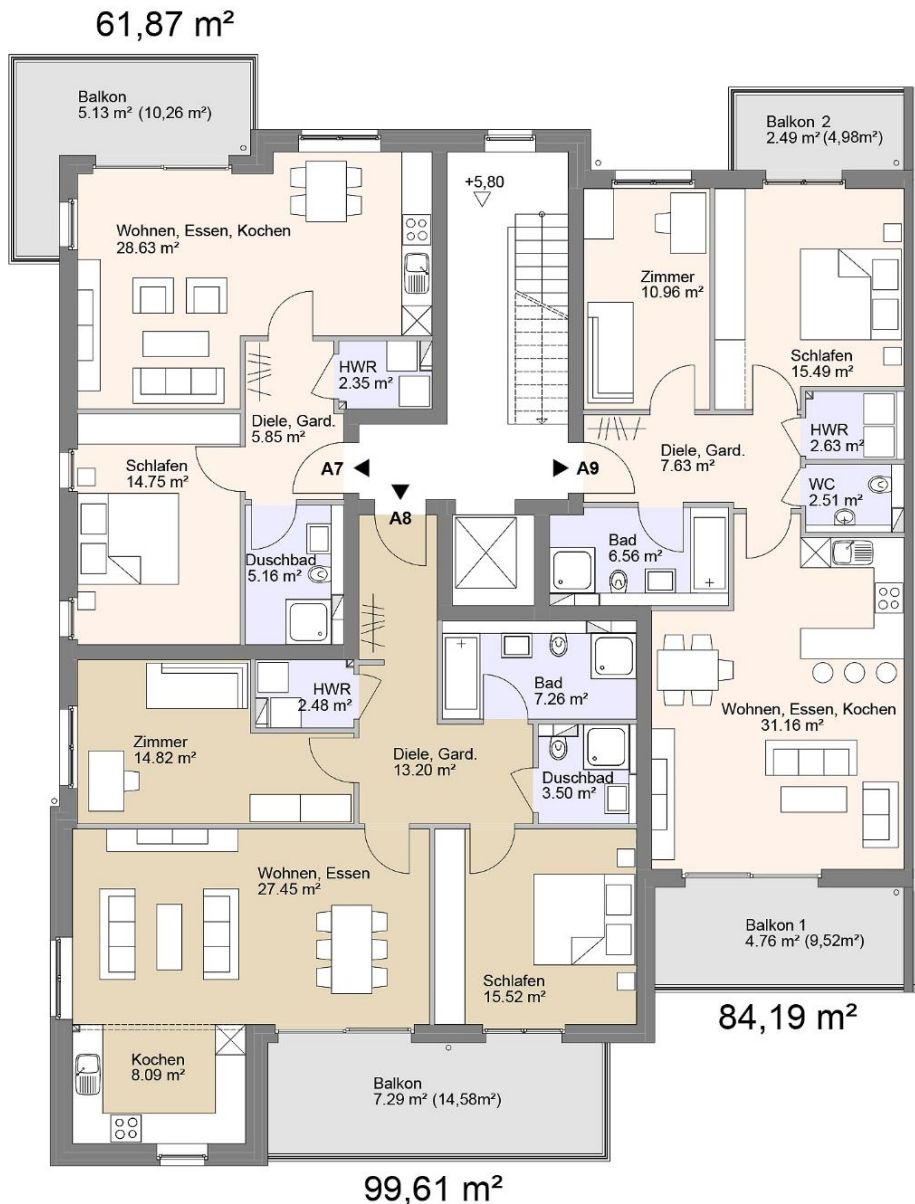 61,87 m²
Balkon
5.13 m² (10,26 m²)
Balkon 2
2.49 m² (4,98m²)
+5,80
Wohnen, Essen, Kochen
28.63 m²
Zimmer
10.96 m²
Schlafen
15.49 m²
HWR
2.35 m²
Diele, Gard.
5.85 m²
HWR
2.63 m²
Diele, Gard.
7.63 m²
Schlafen
14.75 m²
A7
A9
A8
WC
2.51 m²
Duschbad
5.16 m²
Bad
6.56 m²
HWR
2.48 m²
Bad
7.26 m²
Wohnen, Essen, Kochen
31.16 m²
Zimmer
14.82 m²
Diele, Gard.
13.20 m²
Duschbad
3.50 m²
Wohnen, Essen
27.45 m²
Balkon 1
4.76 m² (9,52m²)
Schlafen
15.52 m²
84,19 m²
Kochen
8.09 m²
Balkon
7.29 m² (14,58m²)
99,61 m²